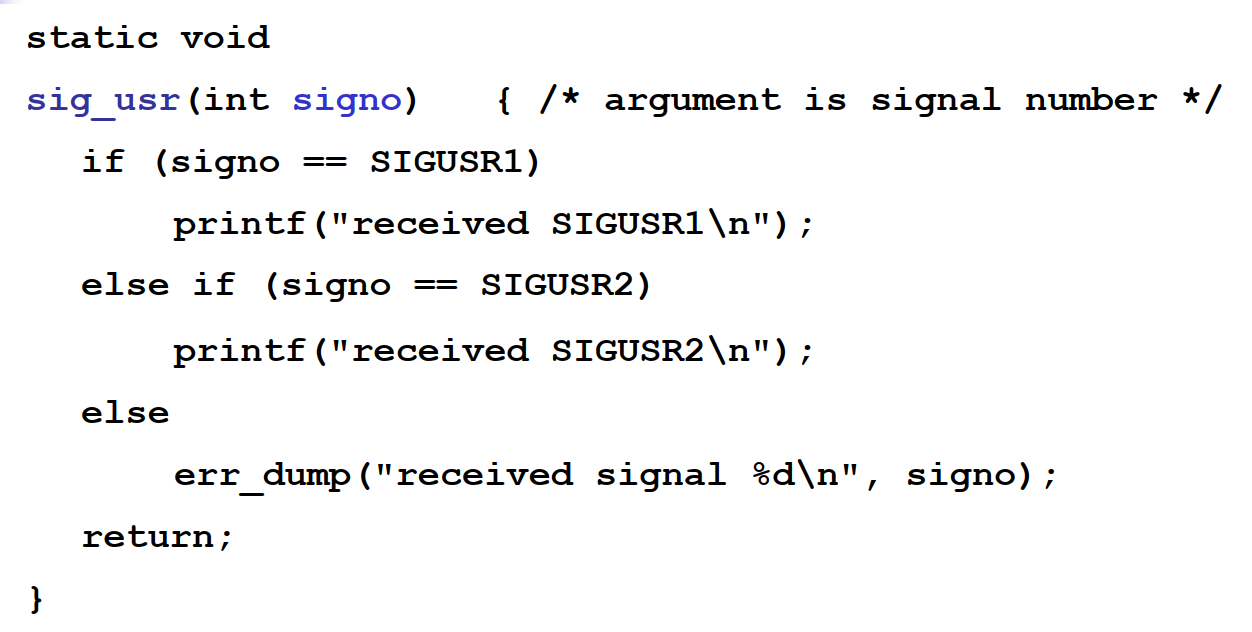 static void
sig_usr(int signo) { /* argument is signal number */
if (signo == SIGUSR1)
printf("received SIGUSR1\n");
else if (signo == SIGUSR2)
printf("received SIGUSR2\n");
else
err_dump("received signal %d\n", signo);
return;
}